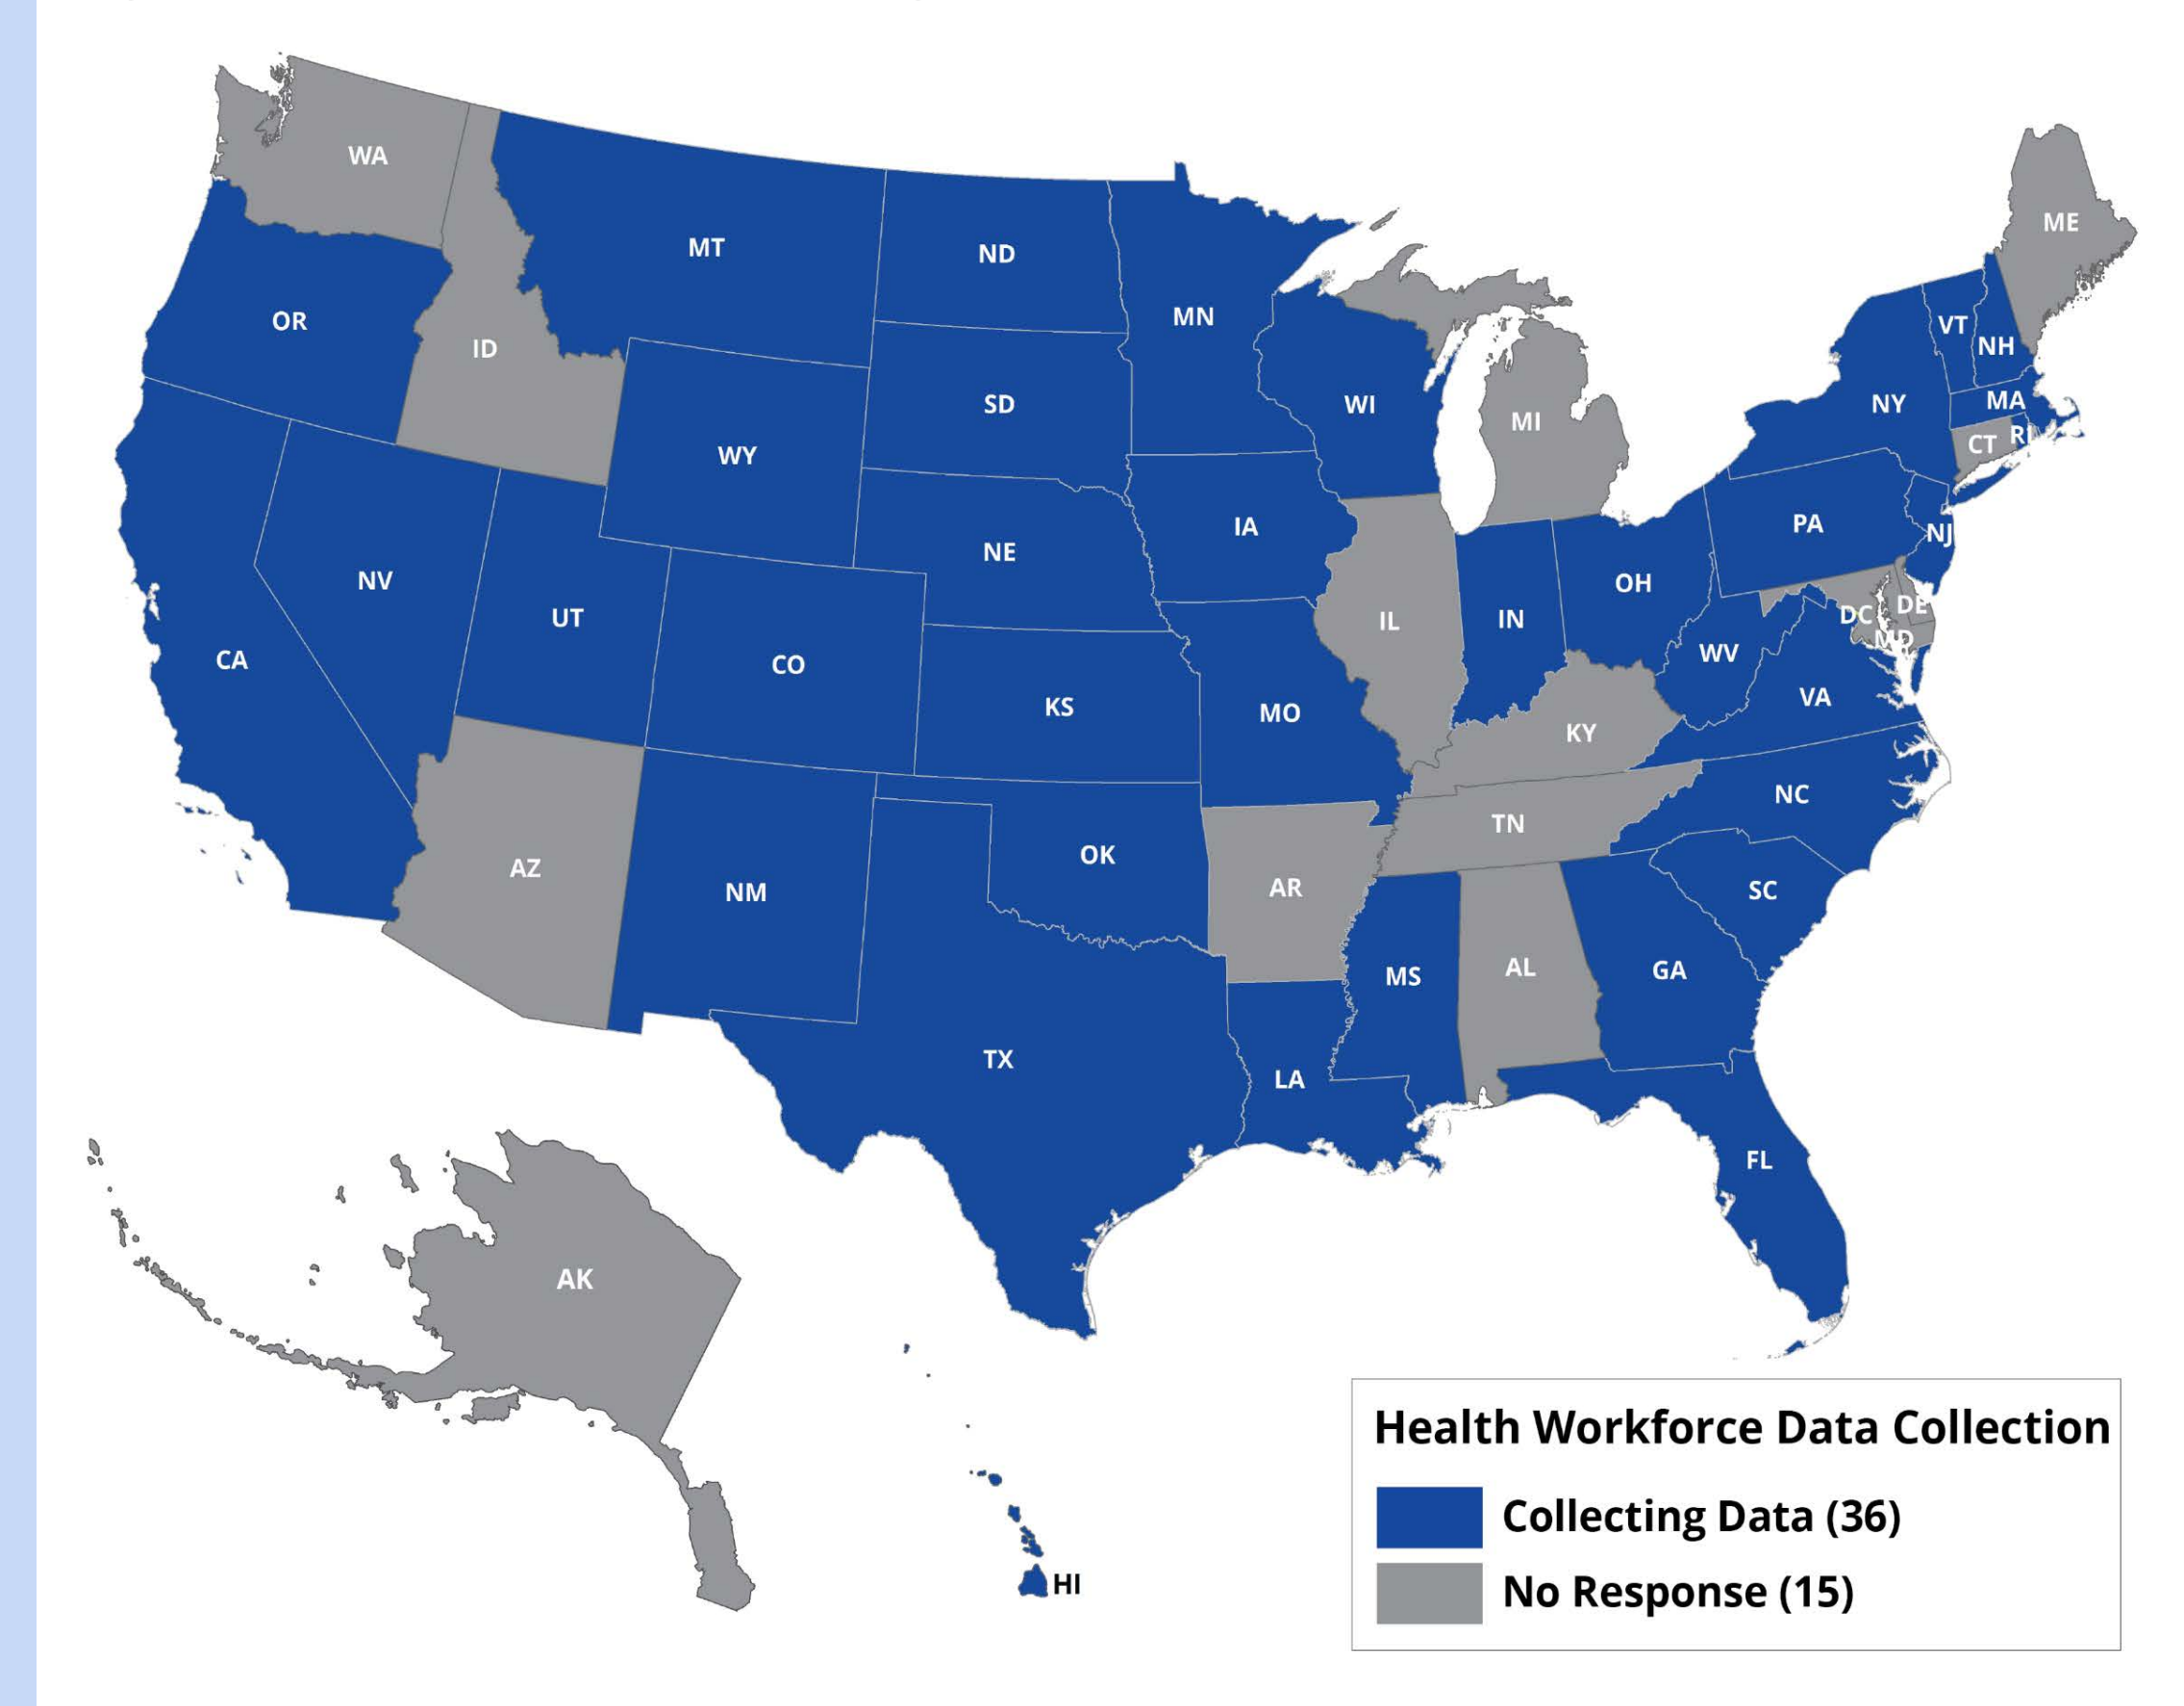 WA
ME
MT
ND
MN
OR
VT
ID
NH
SD
WI
NY
MA
MI
RI
CT
WY
PA
IA
NJ
NE
NV
OH
DE
UT
DC
IN
IL
MD
WV
CA
CO
VA
KS
MO
KY
NC
TN
OK
AZ
AR
SC
NM
AL
GA
MS
TX
LA
FL
AK
HI
Health Workforce Data Collection
Collecting Data (36)
No Response (15)